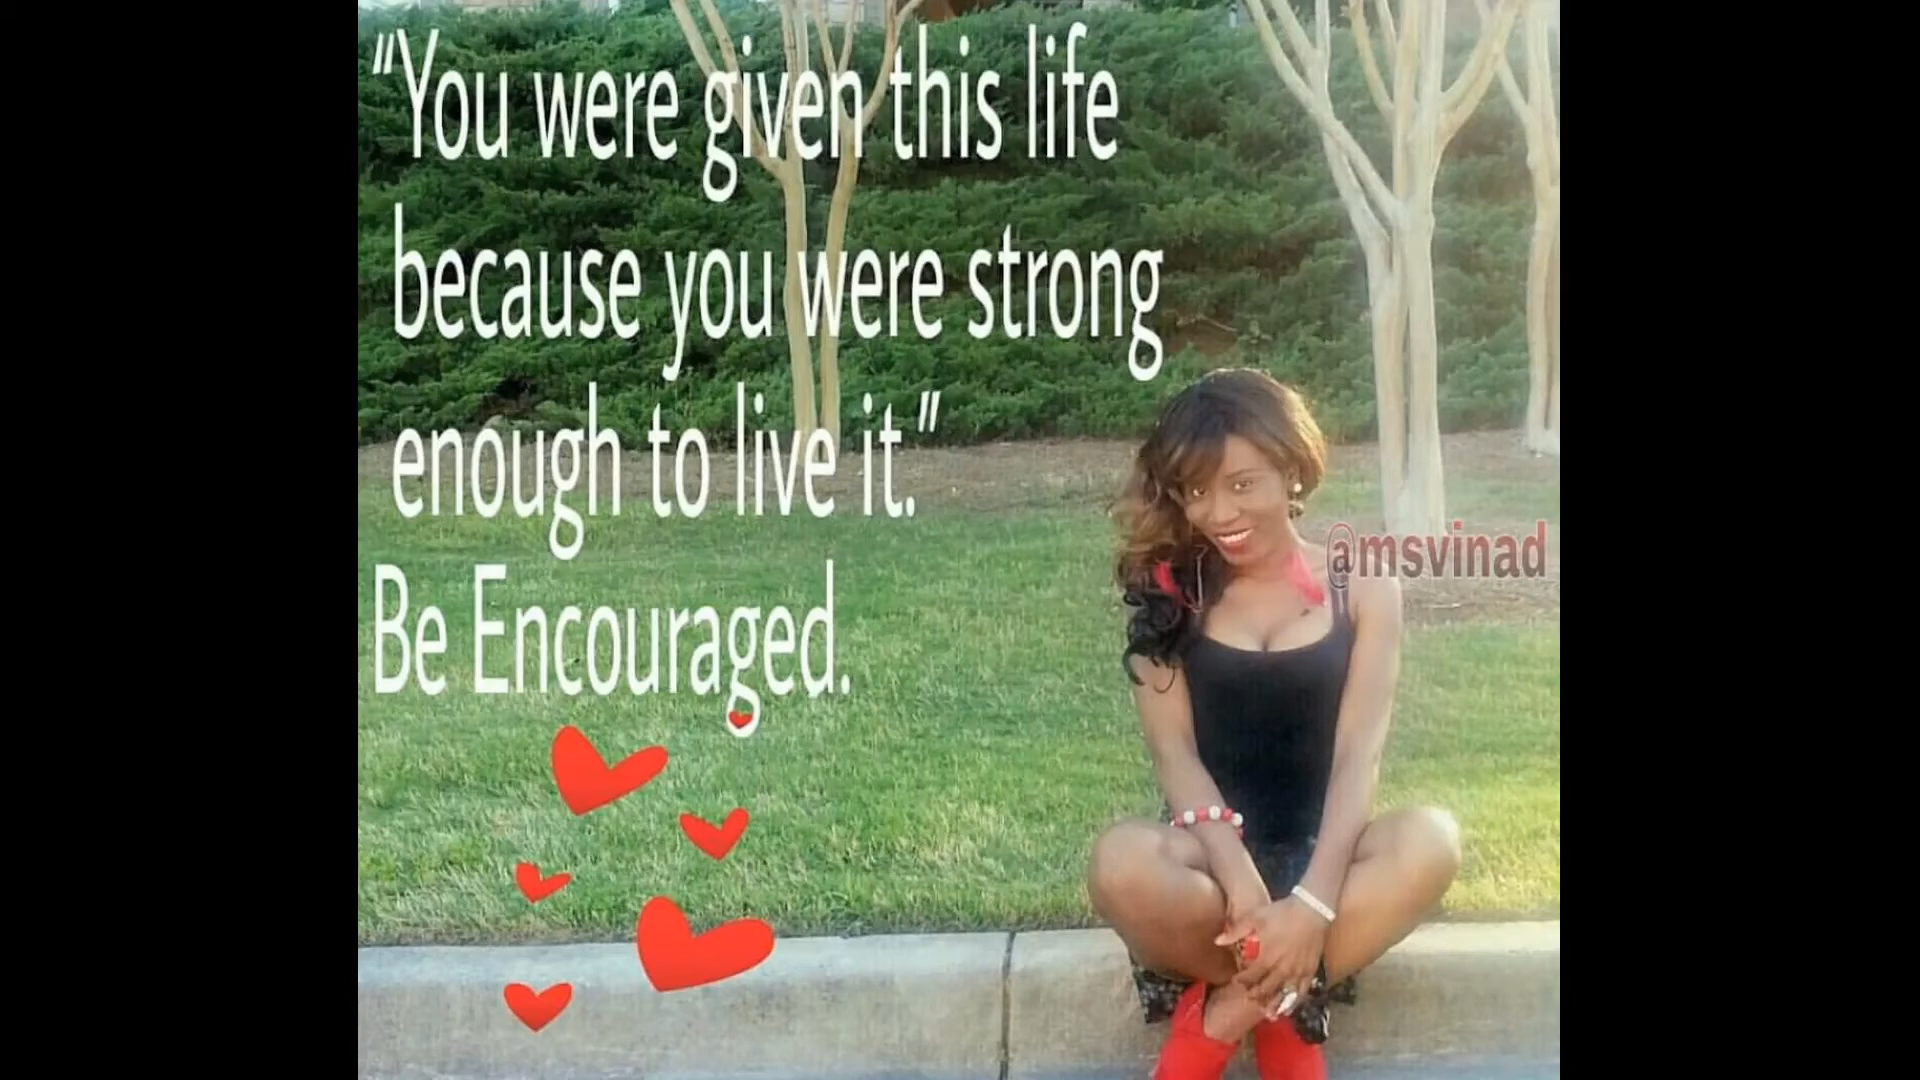 “You were given this life
because you were strong
enough to live it.”
Be Encouraged.
@msvinad